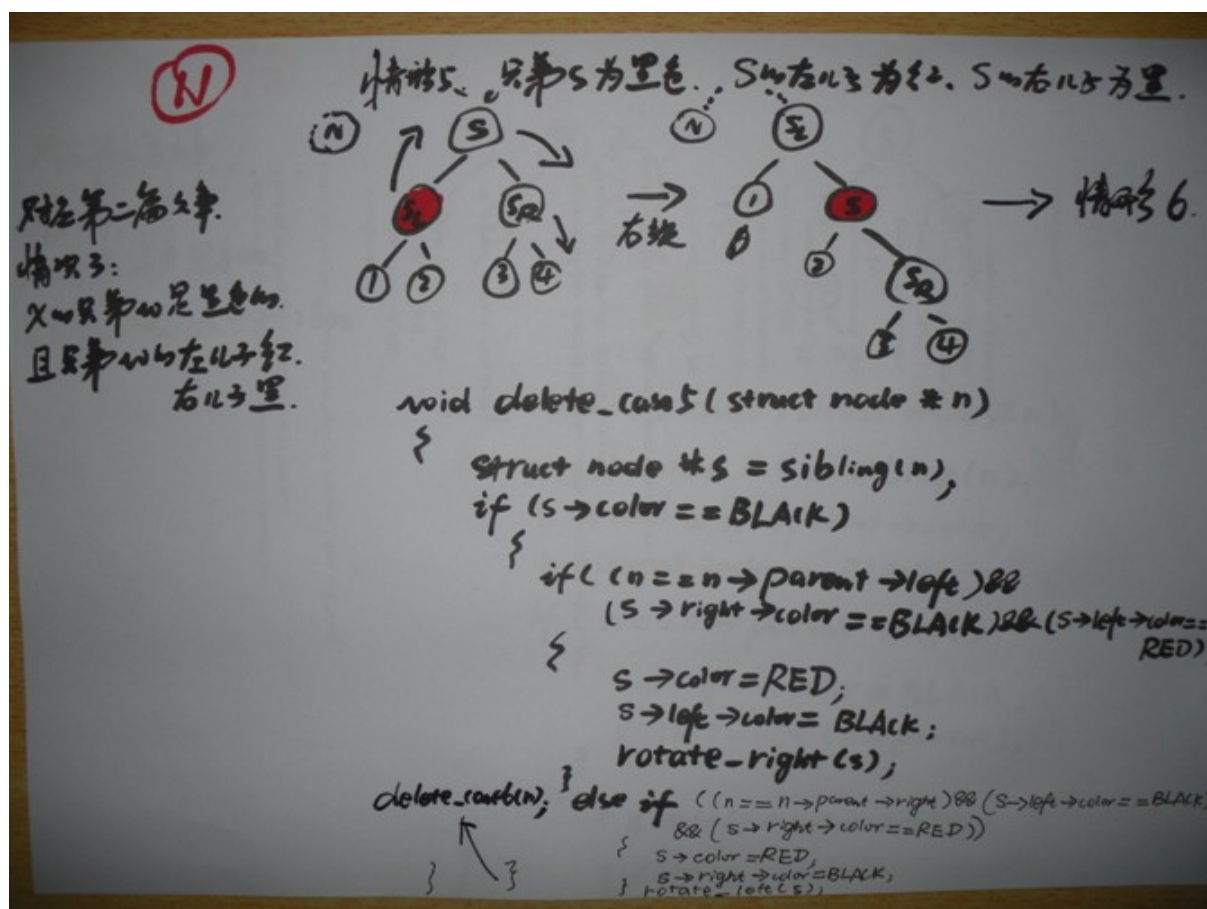 N
情形5、兄弟S为黑色、S的左儿子为红、S的右儿子为黑.
N S N SL
SL SR 1 S
右旋
→ 情形6.
1 2 3 4 2 SR
3 4
对应第二篇文章.
情况3:
X的兄弟w是黑色的.
且兄弟w的左儿子红.
右儿子黑.
void delete_case5(struct node *n)
{
struct node *s = sibling(n);
if (s→color==BLACK)
{
if( (n==n→parent→left)&&
(s→right→color==BLACK)&&(s→left→color==
RED)
{
s→color=RED;
s→left→color= BLACK;
rotate_right(s);
delete_case6(n); } else if ((n==n→parent→right)&&(s→left→color==BLACK)
&& (s→right→color==RED))
{ s→color=RED;
s→right→color=BLACK;
} } } rotate_left(s);